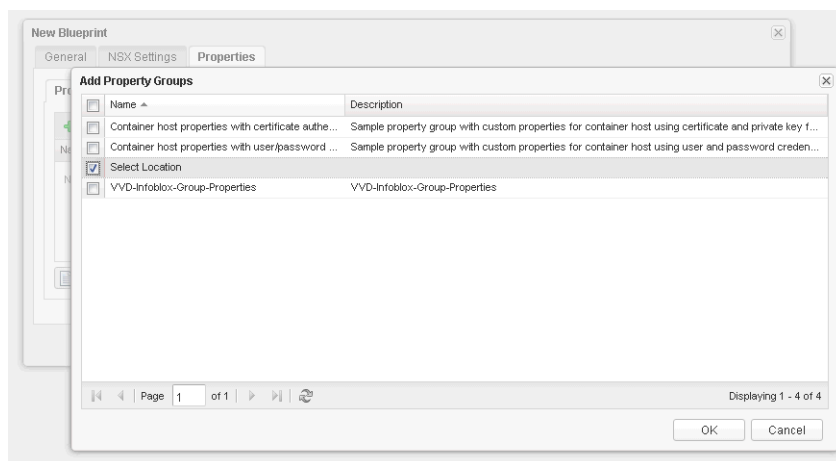 New Blueprint
General NSX Settings Properties
Add Property Groups
Name Description
Container host properties with certificate authe... Sample property group with custom properties for container host using certificate and private key f...
Container host properties with user/password ... Sample property group with custom properties for container host using user and password creden...
Select Location
VVD-Infoblox-Group-Properties VVD-Infoblox-Group-Properties
Page 1 of 1 Displaying 1 - 4 of 4
OK Cancel